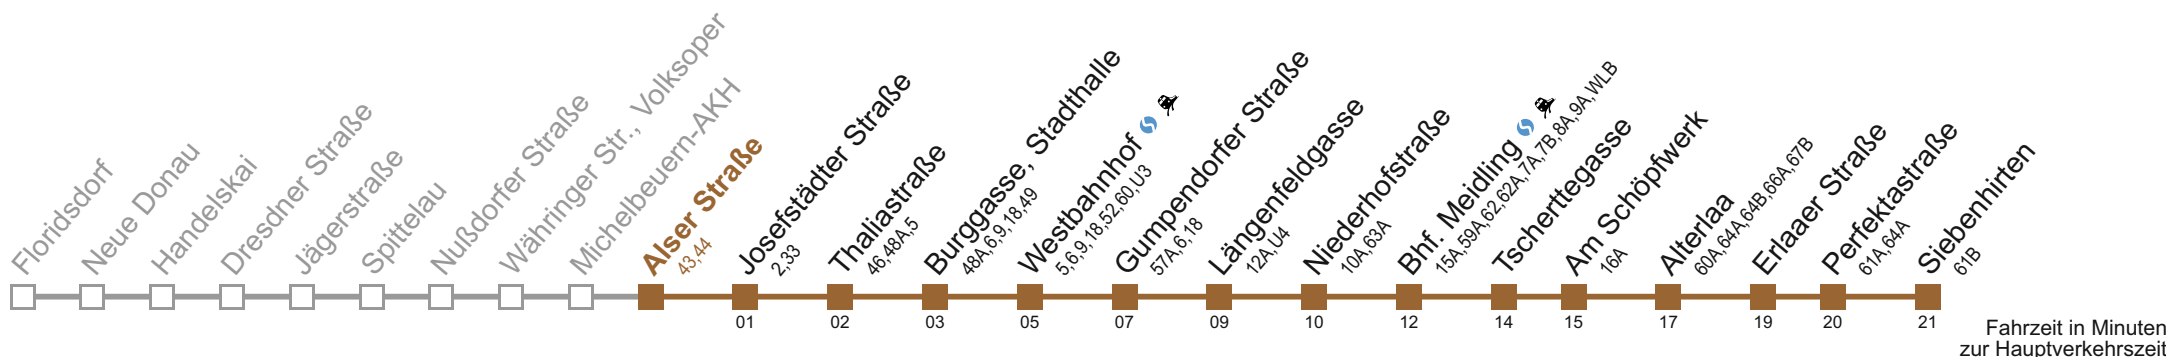 Floridsdorf
Neue Donau
Handelskai
Dresdner Straße
Jägerstraße
Spittelau
Nußdorfer Straße
Währinger Str., Volksoper
Michelbeuern-AKH
Alser Straße
43,44
Josefstädter Straße
2,33
Thaliastraße
46,48A,5
Burggasse, Stadthalle
48A,6,9,18,49
Westbahnhof
5,6,9,18,52,60,U3
Gumpendorfer Straße
57A,6,18
Längenfeldgasse
12A,U4
Niederhofstraße
10A,63A
Bhf. Meidling
15A,59A,62,62A,7A,7B,8A,9A,WLB
Tscherttegasse
Am Schöpfwerk
16A
Alterlaa
60A,64A,64B,66A,67B
Erlaaer Straße
Perfektastraße
61A,64A
Siebenhirten
61B
01 02 03 05 07 09 10 12 14 15 17 19 20 21
Fahrzeit in Minuten
zur Hauptverkehrszeit